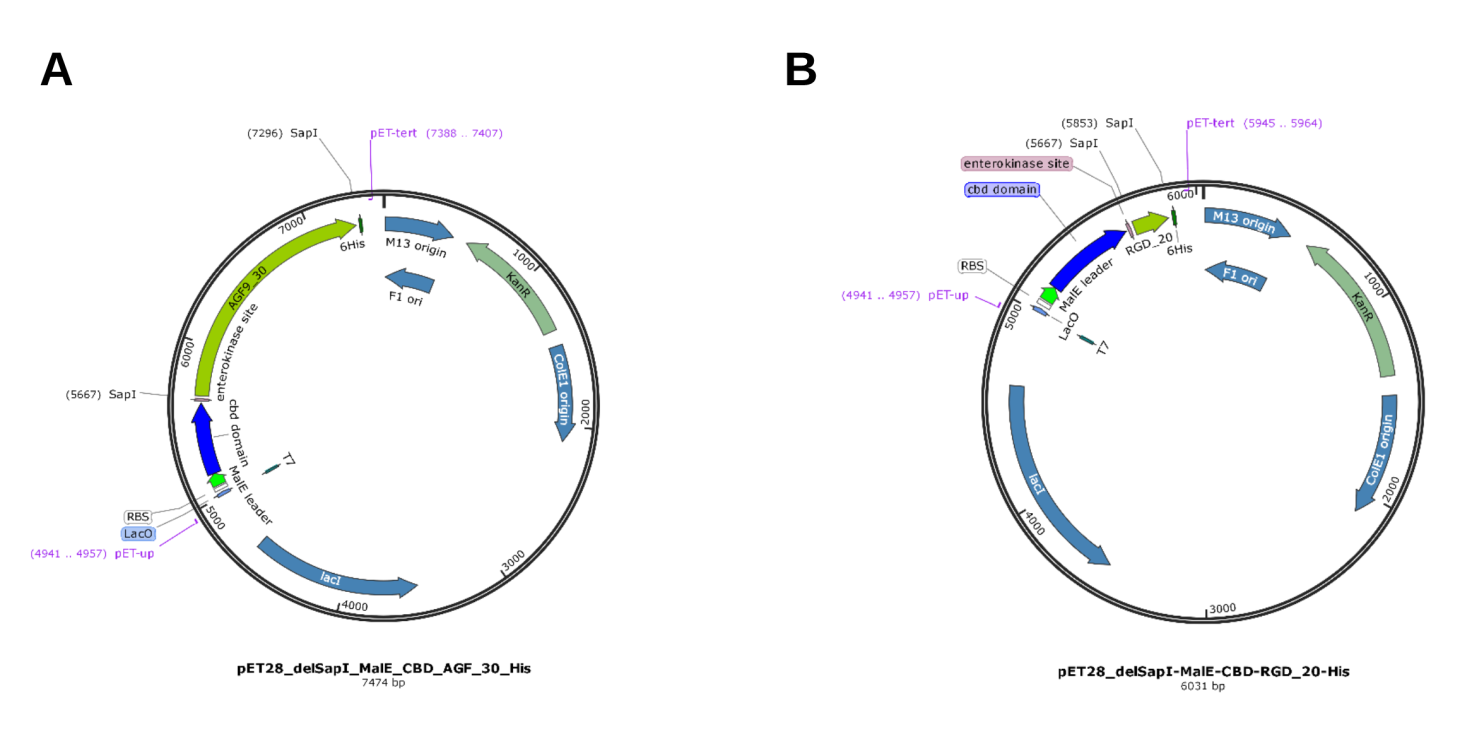 A
(7296) SapI
pET-tert (7388 .. 7407)
7000
6His
M13 origin
F1 ori
1000
KanR
AGF9_30
enterokinase site
6000
ColE1 origin
2000
(5667) SapI
cbd domain
MalE leader
T7
RBS
LacO
5000
(4941 .. 4957) pET-up
lacI
3000
4000
pET28_delSapI_MalE_CBD_AGF_30_His
7474 bp
B
(5853) SapI
pET-tert (5945 .. 5964)
(5667) SapI
enterokinase site
cbd domain
6000
M13 origin
RGD_20
6His
F1 ori
RBS
MalE leader
1000
KanR
(4941 .. 4957) pET-up
5000
LacO
T7
ColE1 origin
2000
lacI
4000
3000
pET28_delSapI-MalE-CBD-RGD_20-His
6031 bp